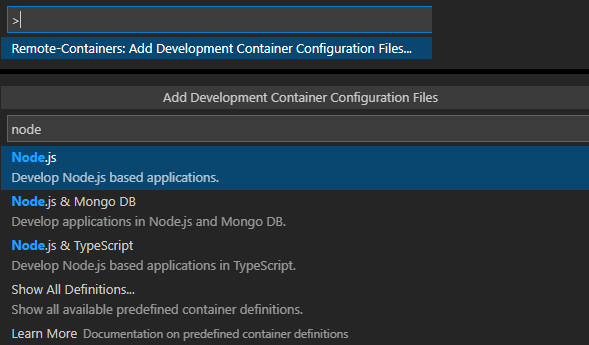 >
Remote-Containers: Add Development Container Configuration Files...
Add Development Container Configuration Files
node
Node.js
Develop Node.js based applications.
Node.js & Mongo DB
Develop applications in Node.js and Mongo DB.
Node.js & TypeScript
Develop Node.js based applications in TypeScript.
Show All Definitions...
Show all available predefined container definitions.
Learn More Documentation on predefined container definitions